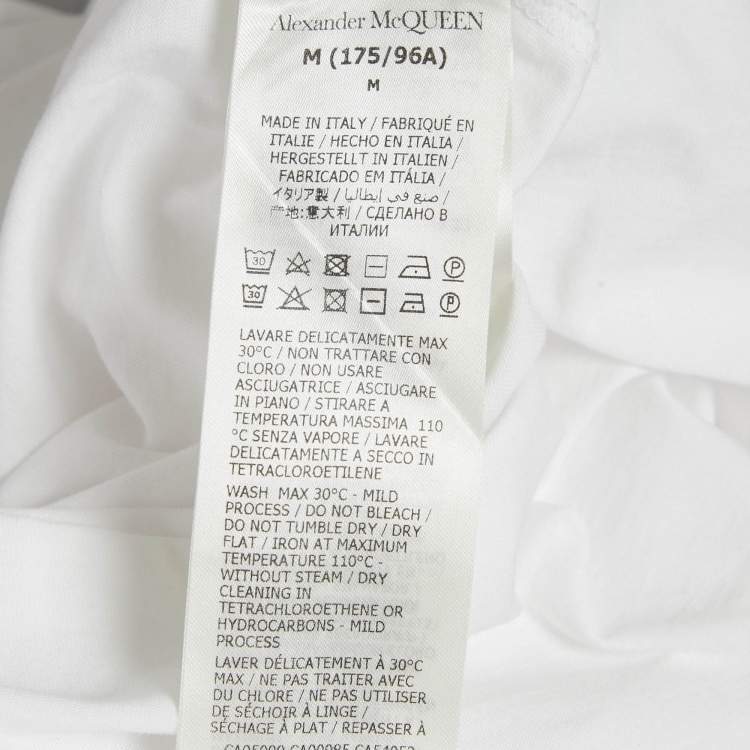 Alexander McQUEEN
M (175/96A)
M
MADE IN ITALY / FABRIQUÉ EN
ITALIE / HECHO EN ITALIA /
HERGESTELLT IN ITALIEN /
FABRICADO EM ITÁLIA /
イタリア製 / صنع في إيطاليا /
产地:意大利 / СДЕЛАНО В
ИТАЛИИ
30
P
30
P
LAVARE DELICATAMENTE MAX
30°C / NON TRATTARE CON
CLORO / NON USARE
ASCIUGATRICE / ASCIUGARE
IN PIANO / STIRARE A
TEMPERATURA MASSIMA 110
°C SENZA VAPORE / LAVARE
DELICATAMENTE A SECCO IN
TETRACLOROETILENE
WASH MAX 30°C - MILD
PROCESS / DO NOT BLEACH /
DO NOT TUMBLE DRY / DRY
FLAT / IRON AT MAXIMUM
TEMPERATURE 110°C -
WITHOUT STEAM / DRY
CLEANING IN
TETRACHLOROETHENE OR
HYDROCARBONS - MILD
PROCESS
LAVER DÉLICATEMENT À 30°C
MAX / NE PAS TRAITER AVEC
DU CHLORE / NE PAS UTILISER
DE SÉCHOIR À LINGE /
SÉCHAGE À PLAT / REPASSER À